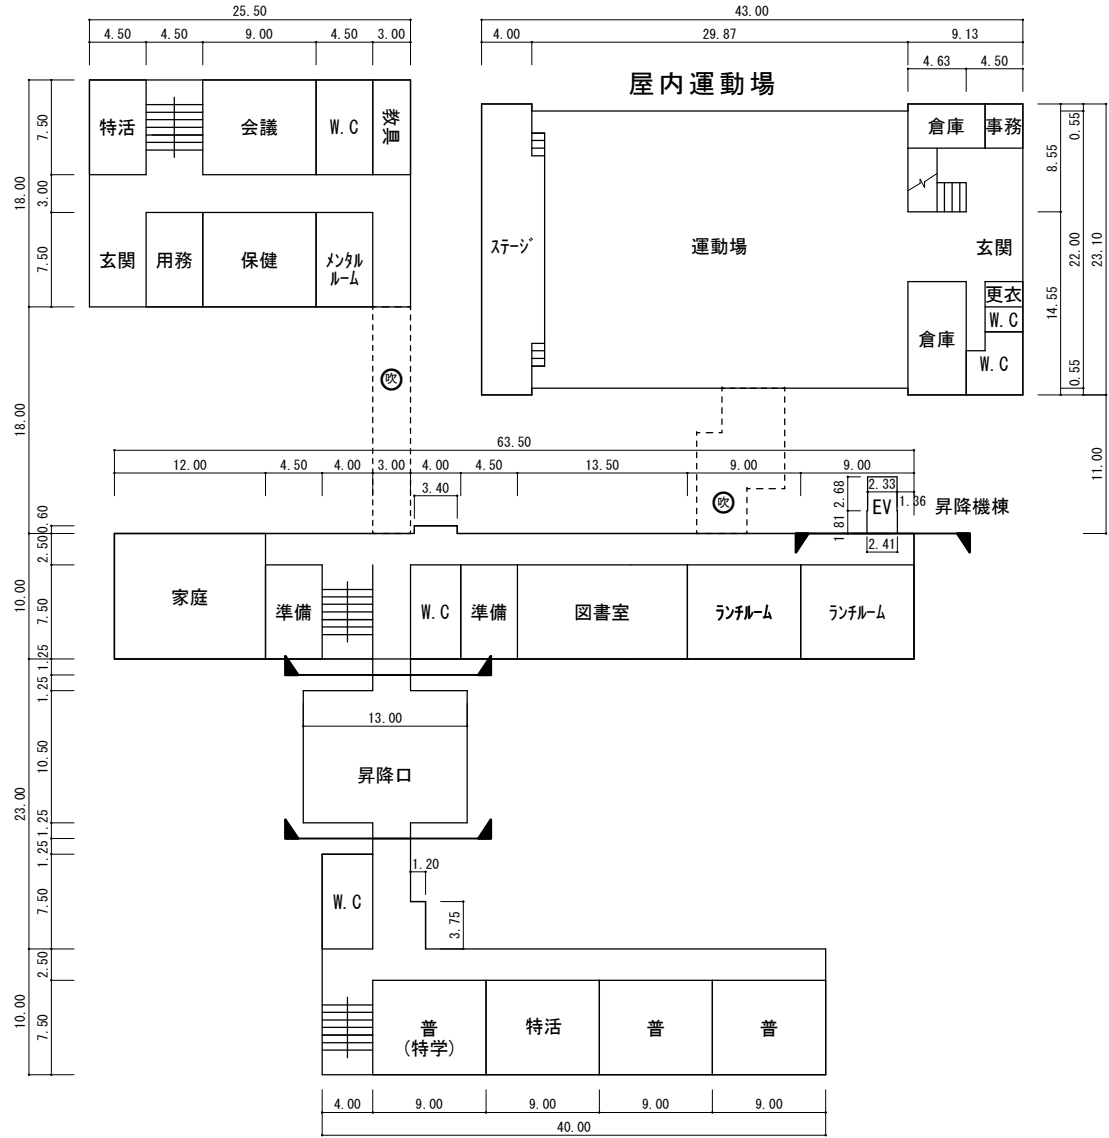 25.50
4.50 4.50 9.00 4.50 3.00
43.00
4.00 29.87 9.13
4.63 4.50
屋内運動場
特活
会議
W.C
教具
玄関
用務
保健
メンタル
ルーム
7.50
3.00
7.50
18.00
18.00
ステージ
運動場
倉庫
事務
玄関
更衣
W.C
倉庫
W.C
0.55
8.55
22.00
23.10
14.55
0.55
11.00
吹
63.50
12.00 4.50 4.00 3.00 4.00 4.50 13.50 9.00 9.00
3.40
吹
2.68
2.33
1.36
EV
昇降機棟
1.81
2.41
0.60
2.50
10.00
7.50
1.25
家庭
準備
W.C
準備
図書室
ランチルーム
ランチルーム
1.25
13.00
10.50
昇降口
23.00
1.25
1.25
1.20
W.C
7.50
3.75
2.50
10.00
7.50
普
(特学)
特活
普
普
4.00 9.00 9.00 9.00 9.00
40.00